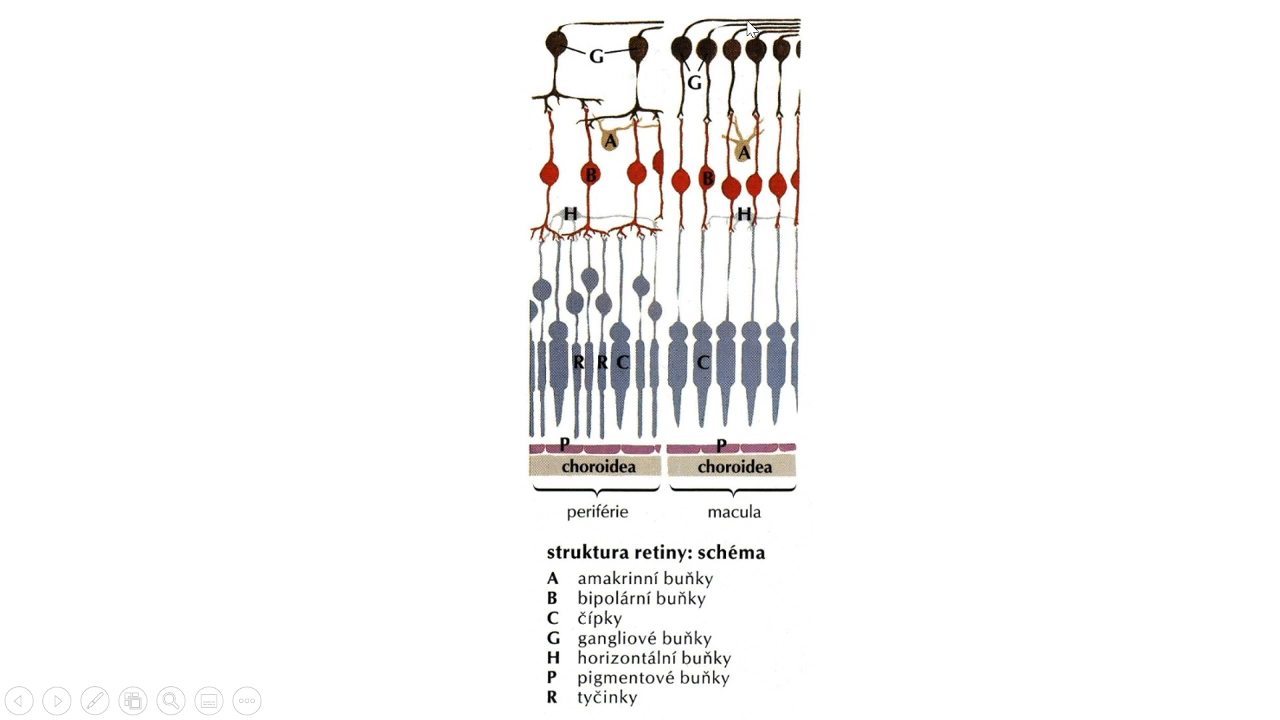 G
G
A
A
B
B
H
H
R R C
C
P
P
choroidea
choroidea
periférie
macula
struktura retiny: schéma
A amakrinní buňky
B bipolární buňky
C čípky
G gangliové buňky
H horizontální buňky
P pigmentové buňky
R tyčinky